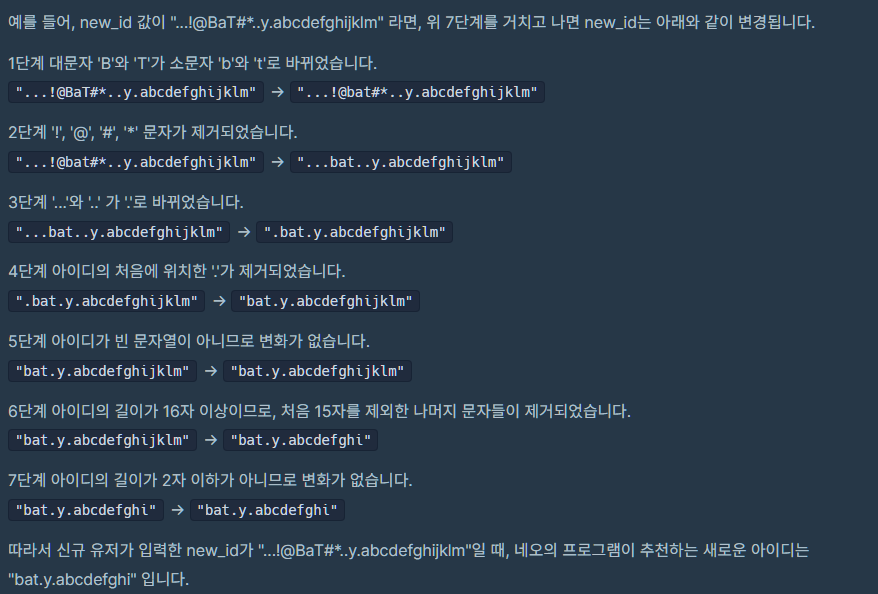 예를 들어, new_id 값이 "...!@BaT#*..y.abcdefghijklm" 라면, 위 7단계를 거치고 나면 new_id는 아래와 같이 변경됩니다.
1단계 대문자 'B'와 'T'가 소문자 'b'와 't'로 바뀌었습니다.
"...!@BaT#*..y.abcdefghijklm" → "...!@bat#*..y.abcdefghijklm"
2단계 '!', '@', '#', '*' 문자가 제거되었습니다.
"...!@bat#*..y.abcdefghijklm" → "...bat..y.abcdefghijklm"
3단계 '...'와 '..' 가 '.'로 바뀌었습니다.
"...bat..y.abcdefghijklm" → ".bat.y.abcdefghijklm"
4단계 아이디의 처음에 위치한 '.'가 제거되었습니다.
".bat.y.abcdefghijklm" → "bat.y.abcdefghijklm"
5단계 아이디가 빈 문자열이 아니므로 변화가 없습니다.
"bat.y.abcdefghijklm" → "bat.y.abcdefghijklm"
6단계 아이디의 길이가 16자 이상이므로, 처음 15자를 제외한 나머지 문자들이 제거되었습니다.
"bat.y.abcdefghijklm" → "bat.y.abcdefghi"
7단계 아이디의 길이가 2자 이하가 아니므로 변화가 없습니다.
"bat.y.abcdefghi" → "bat.y.abcdefghi"
따라서 신규 유저가 입력한 new_id가 "...!@BaT#*..y.abcdefghijklm"일 때, 네오의 프로그램이 추천하는 새로운 아이디는
"bat.y.abcdefghi" 입니다.